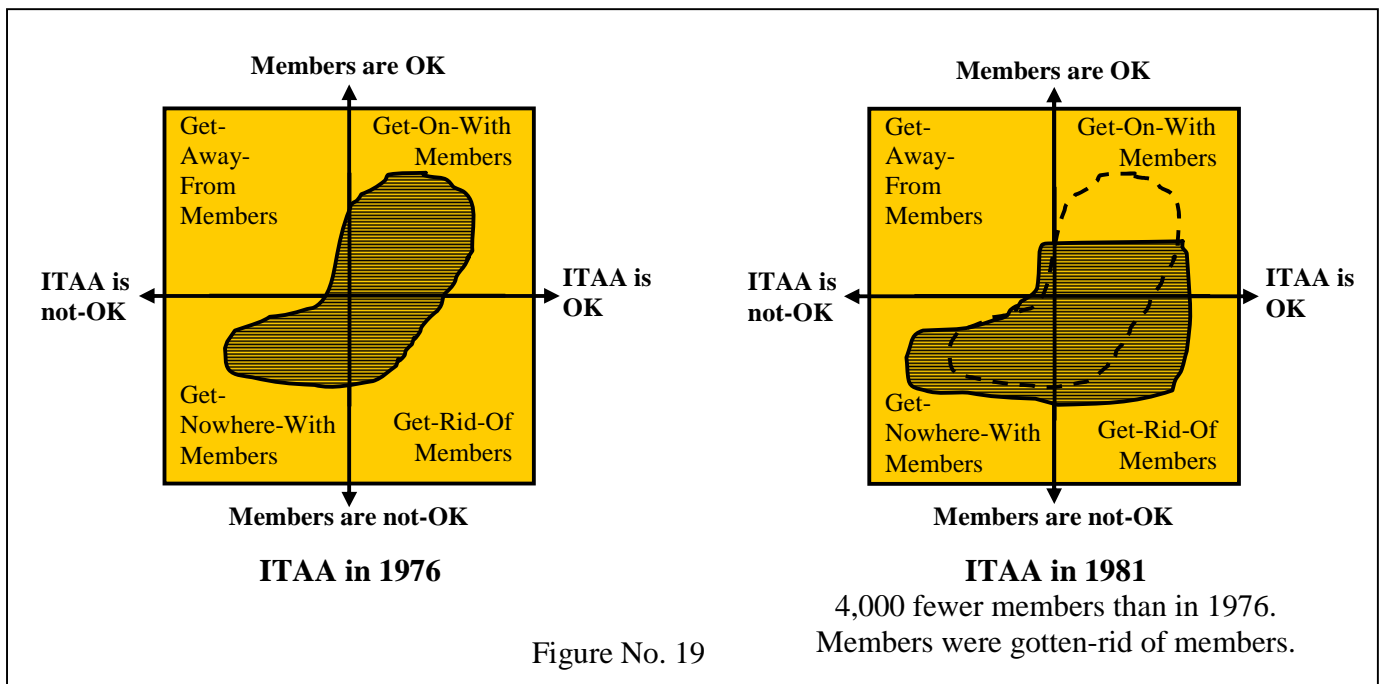 Members are OK
Get-
Away-
From
Members
Get-On-With
Members
ITAA is
not-OK
ITAA is
OK
Get-
Nowhere-With
Members
Get-Rid-Of
Members
Members are not-OK
ITAA in 1976
Members are OK
Get-
Away-
From
Members
Get-On-With
Members
ITAA is
not-OK
ITAA is
OK
Get-
Nowhere-With
Members
Get-Rid-Of
Members
Members are not-OK
ITAA in 1981
4,000 fewer members than in 1976.
Members were gotten-rid of members.
Figure No. 19